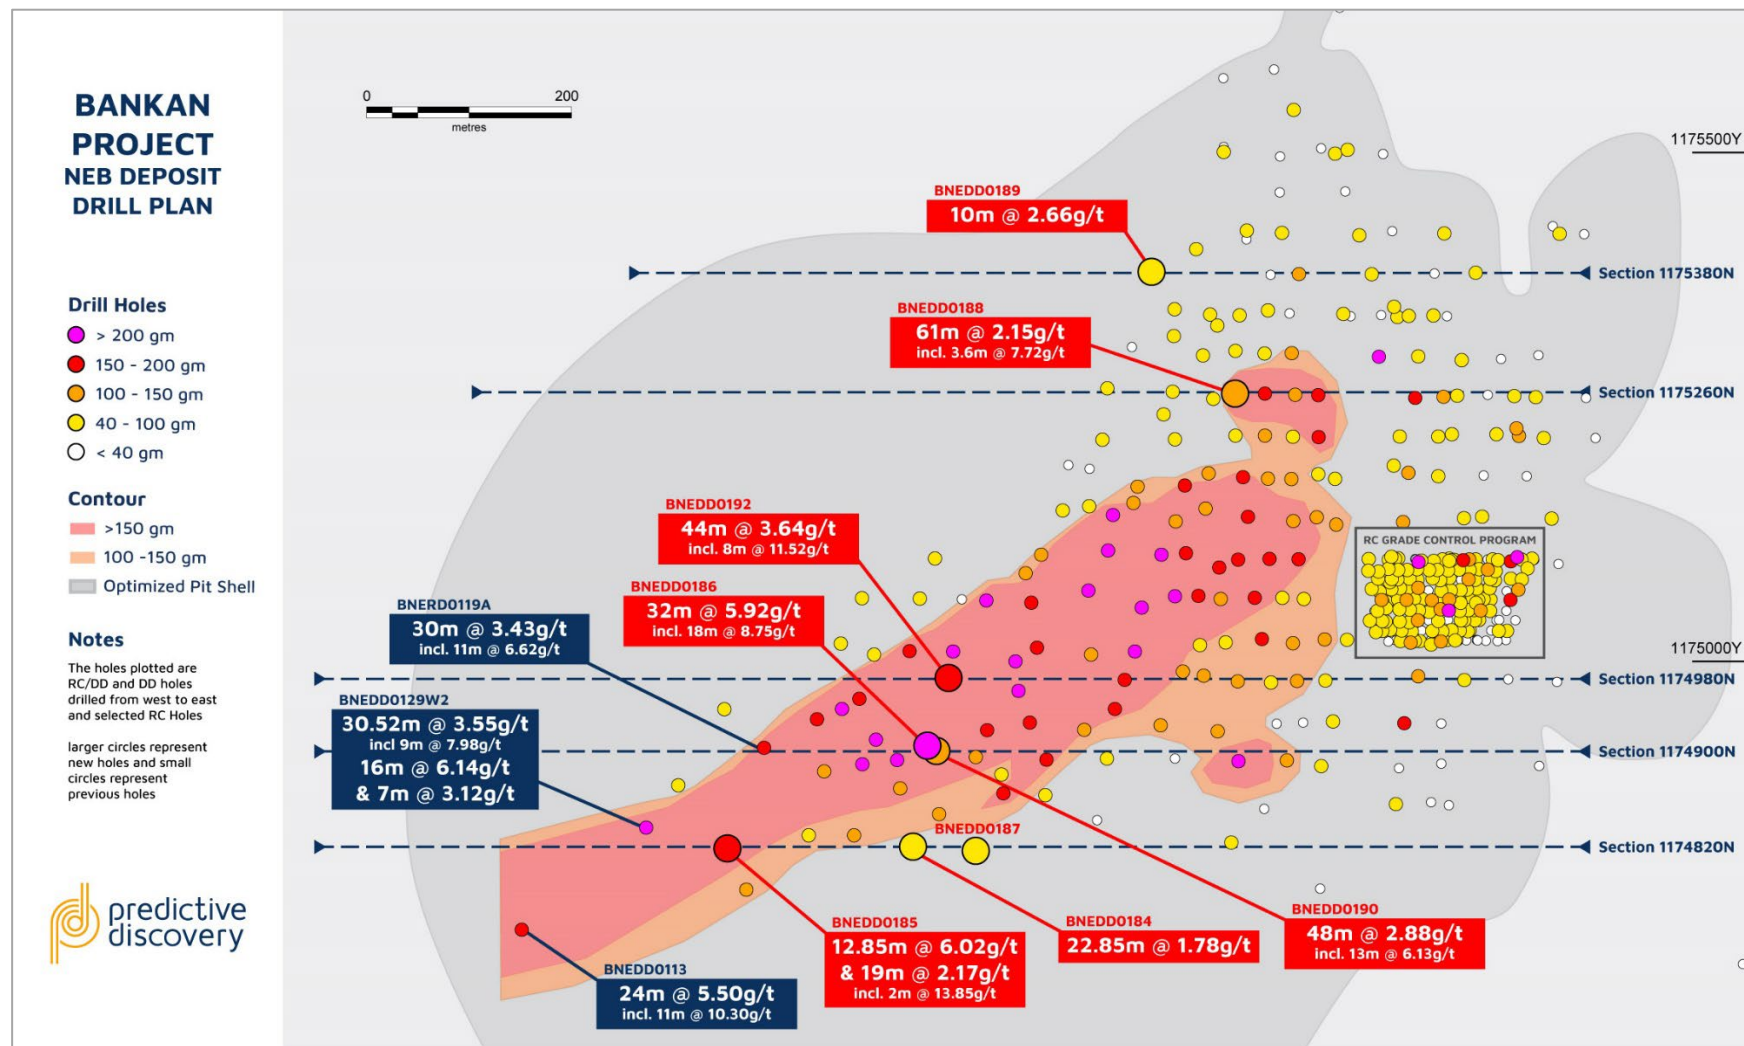 BANKAN
PROJECT
NEB DEPOSIT
DRILL PLAN
Drill Holes
> 200 gm
150 - 200 gm
100 - 150 gm
40 - 100 gm
< 40 gm
Contour
>150 gm
100 -150 gm
Optimized Pit Shell
Notes
The holes plotted are
RC/DD and DD holes
drilled from west to east
and selected RC Holes
larger circles represent
new holes and small
circles represent
previous holes
predictive
discovery
0 200
metres
1175500Y
BNEDD0189
10m @ 2.66g/t
Section 1175380N
BNEDD0188
61m @ 2.15g/t
incl. 3.6m @ 7.72g/t
Section 1175260N
BNEDD0192
44m @ 3.64g/t
incl. 8m @ 11.52g/t
RC GRADE CONTROL PROGRAM
BNEDD0186
32m @ 5.92g/t
incl. 18m @ 8.75g/t
BNERD0119A
30m @ 3.43g/t
incl. 11m @ 6.62g/t
1175000Y
Section 1174980N
BNEDD0129W2
30.52m @ 3.55g/t
incl 9m @ 7.98g/t
16m @ 6.14g/t
& 7m @ 3.12g/t
Section 1174900N
BNEDD0187
Section 1174820N
BNEDD0185
12.85m @ 6.02g/t
& 19m @ 2.17g/t
incl. 2m @ 13.85g/t
BNEDD0184
22.85m @ 1.78g/t
BNEDD0190
48m @ 2.88g/t
incl. 13m @ 6.13g/t
BNEDD0113
24m @ 5.50g/t
incl. 11m @ 10.30g/t